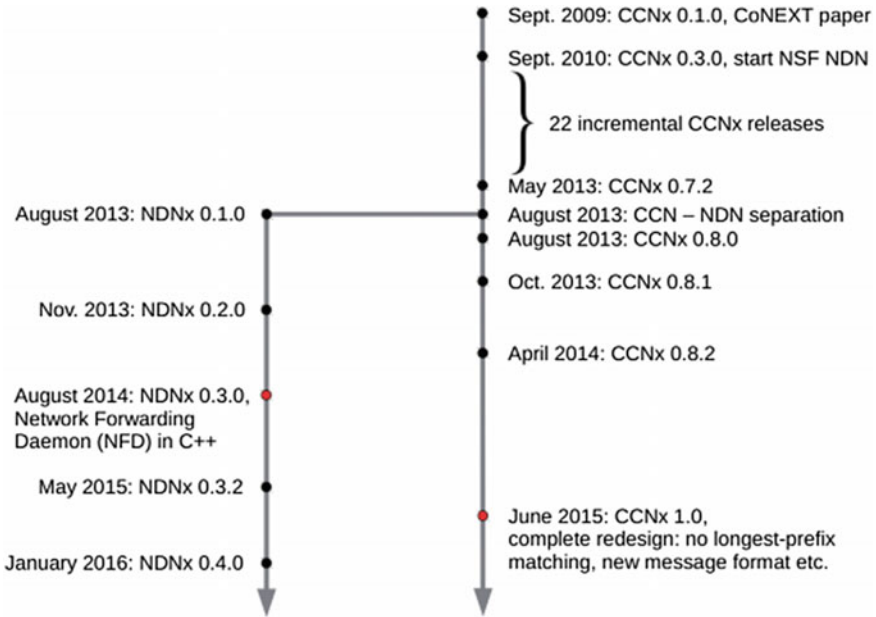 Sept. 2009: CCNx 0.1.0, CoNEXT paper
Sept. 2010: CCNx 0.3.0, start NSF NDN
22 incremental CCNx releases
May 2013: CCNx 0.7.2
August 2013: NDNx 0.1.0
August 2013: CCN – NDN separation
August 2013: CCNx 0.8.0
Oct. 2013: CCNx 0.8.1
Nov. 2013: NDNx 0.2.0
April 2014: CCNx 0.8.2
August 2014: NDNx 0.3.0,
Network Forwarding
Daemon (NFD) in C++
May 2015: NDNx 0.3.2
June 2015: CCNx 1.0,
complete redesign: no longest-prefix
matching, new message format etc.
January 2016: NDNx 0.4.0